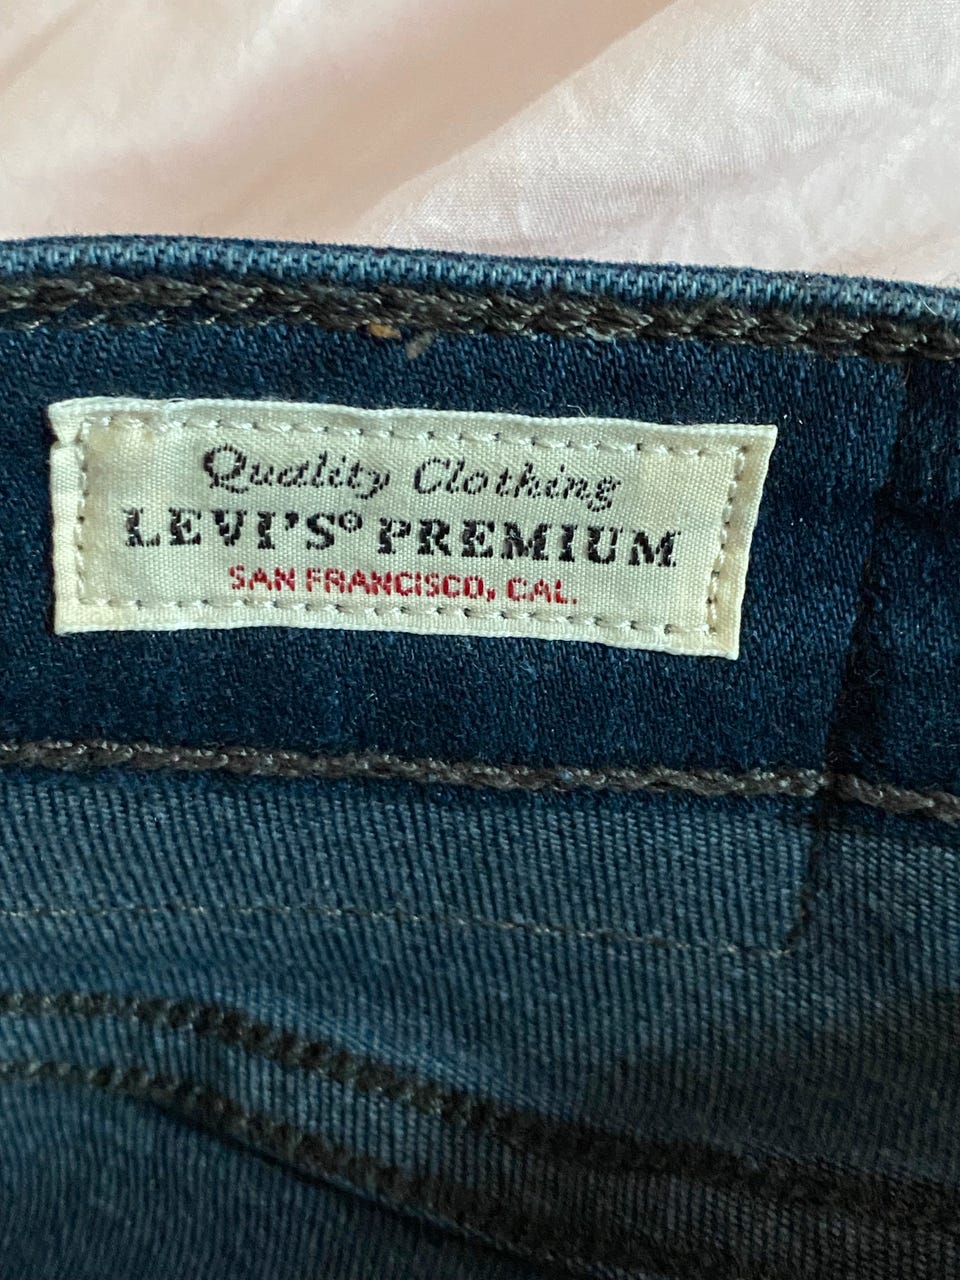 Quality Clothing
LEVI'S® PREMIUM
SAN FRANCISCO, CAL.